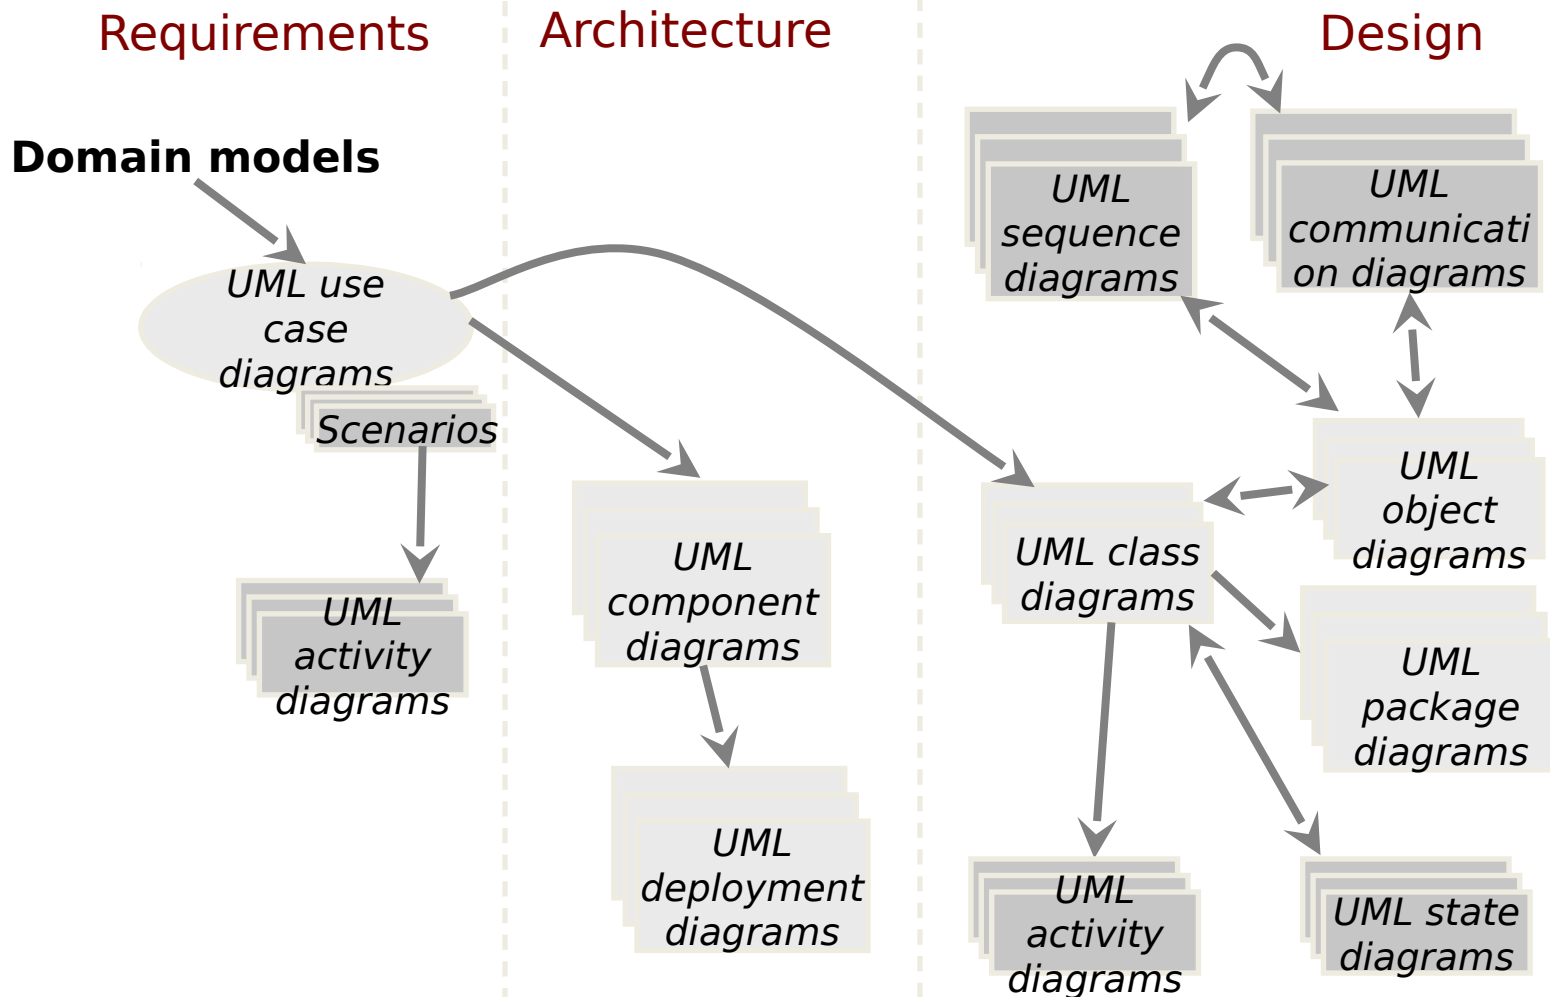 Requirements
Architecture
Design
Domain models
UML use
case
diagrams
Scenarios
UML
activity
diagrams
UML
component
diagrams
UML
deployment
diagrams
UML
sequence
diagrams
UML
communicati
on diagrams
UML
object
diagrams
UML class
diagrams
UML
package
diagrams
UML
activity
diagrams
UML state
diagrams